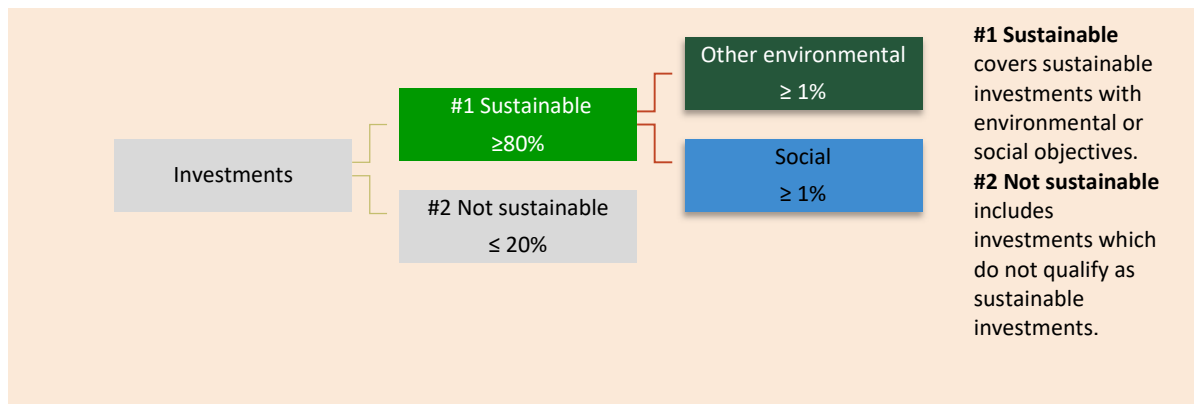 Investments
#1 Sustainable
≥80%
#2 Not sustainable
≤ 20%
Other environmental
≥ 1%
Social
≥ 1%
#1 Sustainable
covers sustainable
investments with
environmental or
social objectives.
#2 Not sustainable
includes
investments which
do not qualify as
sustainable
investments.